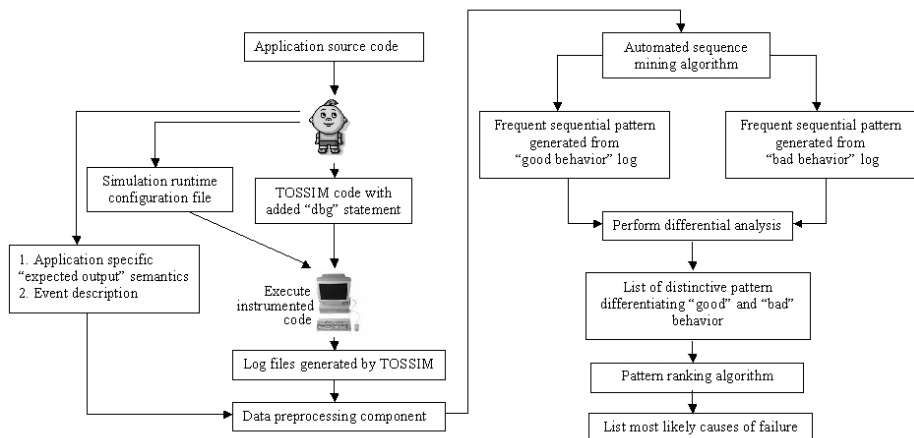 Application source code
Simulation runtime
configuration file
TOSSIM code with
added “dbg” statement
1. Application specific
“expected output” semantics
2. Event description
Execute
instrumented
code
Log files generated by TOSSIM
Data preprocessing component
Automated sequence
mining algorithm
Frequent sequential pattern
generated from
“good behavior” log
Frequent sequential pattern
generated from
“bad behavior” log
Perform differential analysis
List of distinctive pattern
differentiating “good” and “bad”
behavior
Pattern ranking algorithm
List most likely causes of failure